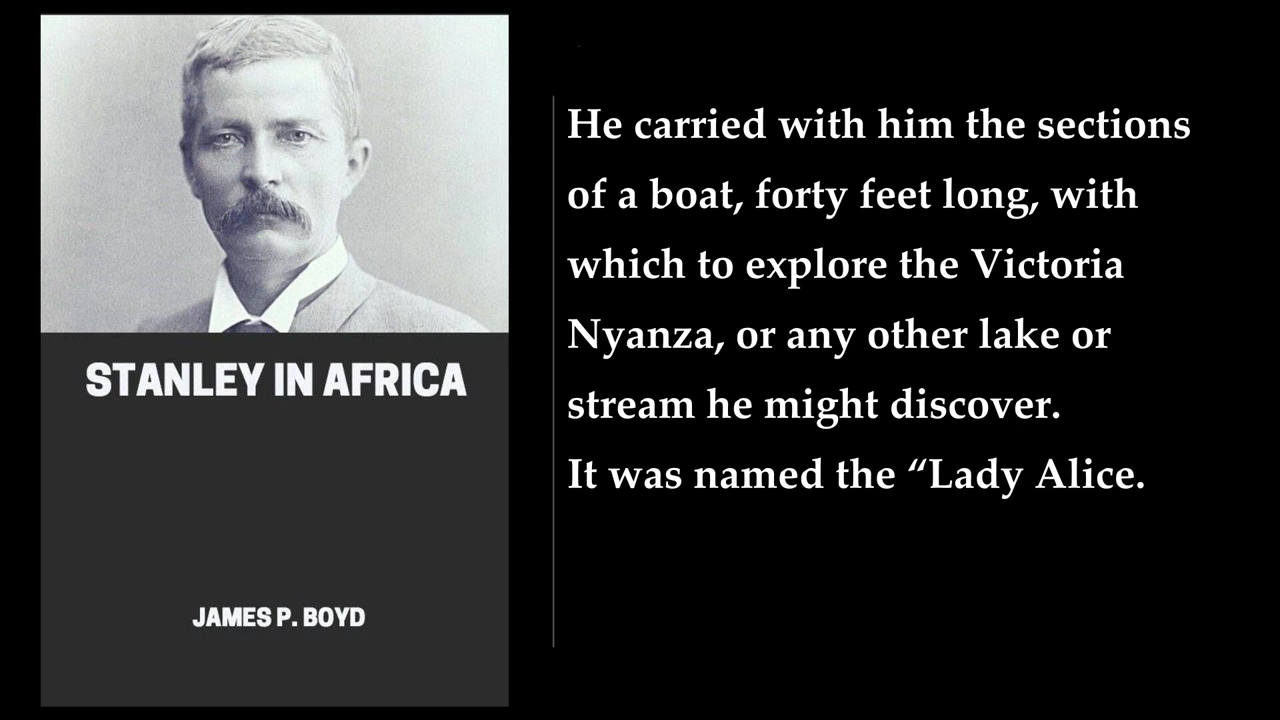 STANLEY IN AFRICA
JAMES P. BOYD
He carried with him the sections
of a boat, forty feet long, with
which to explore the Victoria
Nyanza, or any other lake or
stream he might discover.
It was named the “Lady Alice.